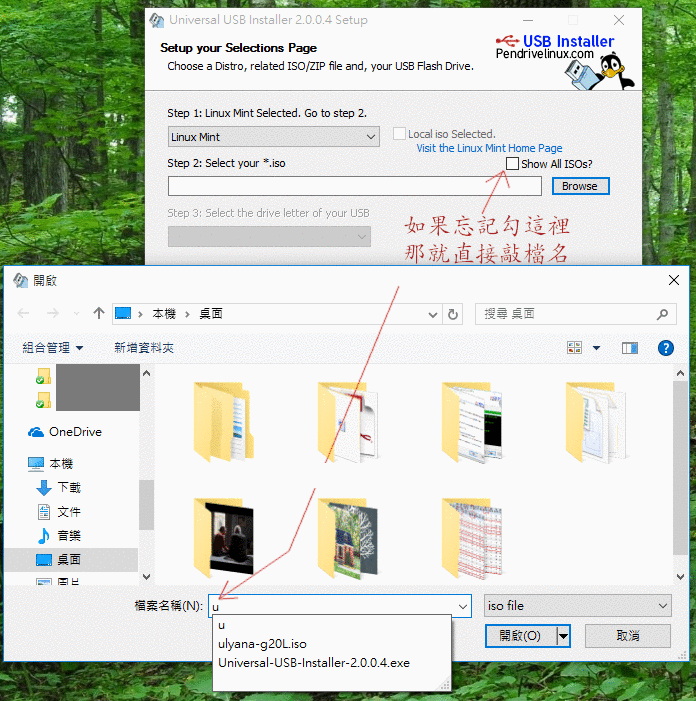 Universal USB Installer 2.0.0.4 Setup
Setup your Selections Page
Choose a Distro, related ISO/ZIP file and, your USB Flash Drive.
USB Installer
Pendrivelinux.com
Step 1: Linux Mint Selected. Go to step 2.
Linux Mint
Local iso Selected.
Visit the Linux Mint Home Page
Step 2: Select your *.iso
Show All ISOs?
Browse
Step 3: Select the drive letter of your USB
如果忘記勾這裡
那就直接敲檔名
開啟
本機 › 桌面
搜尋 桌面
組合管理
新增資料夾
OneDrive
本機
下載
文件
音樂
桌面
圖片
檔案名稱(N):
u
iso file
u
ulyana-g20L.iso
Universal-USB-Installer-2.0.0.4.exe
開啟(O)
取消